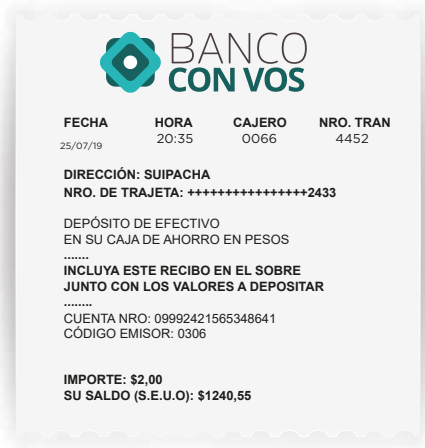 BANCO
CON VOS
FECHA HORA CAJERO NRO. TRAN
25/07/19 20:35 0066 4452
DIRECCIÓN: SUIPACHA
NRO. DE TRAJETA: ++++++++++++++++2433
DEPÓSITO DE EFECTIVO
EN SU CAJA DE AHORRO EN PESOS
.......
INCLUYA ESTE RECIBO EN EL SOBRE
JUNTO CON LOS VALORES A DEPOSITAR
........
CUENTA NRO: 09992421565348641
CÓDIGO EMISOR: 0306
IMPORTE: $2,00
SU SALDO (S.E.U.O): $1240,55